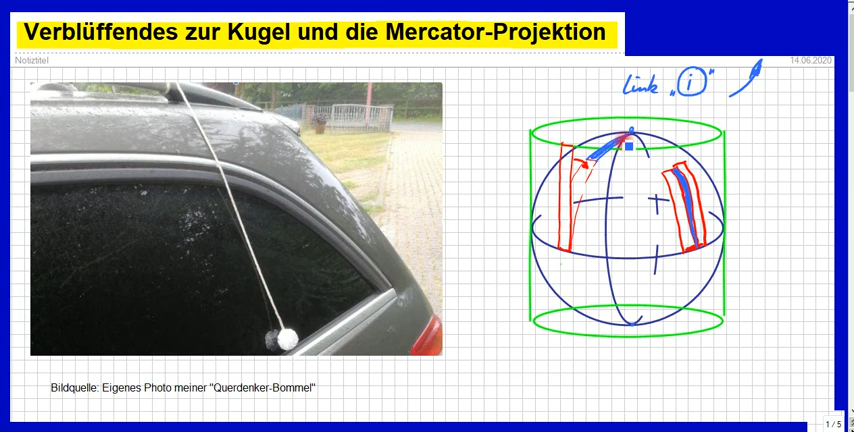 Verblüffendes zur Kugel und die Mercator-Projektion
Notiztitel
14.06.2020
Link „i"
Bildquelle: Eigenes Photo meiner "Querdenker-Bommel"
1 / 5